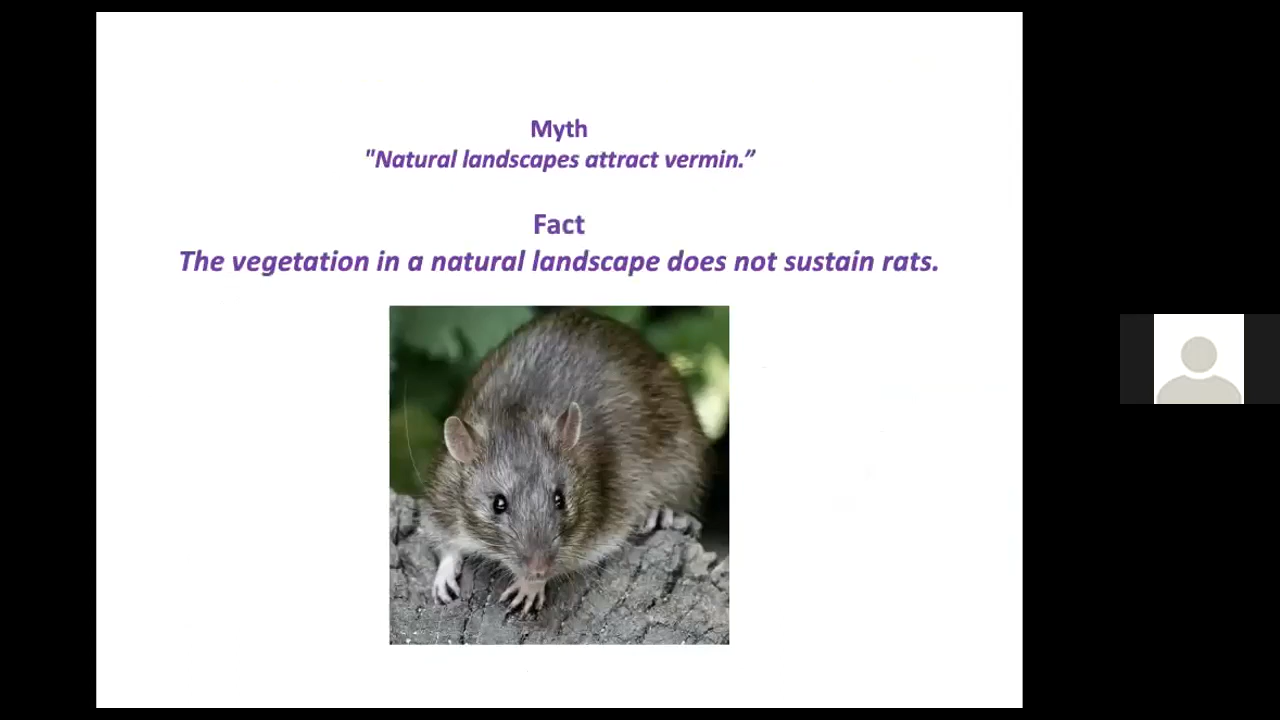 Myth
"Natural landscapes attract vermin.”
Fact
The vegetation in a natural landscape does not sustain rats.